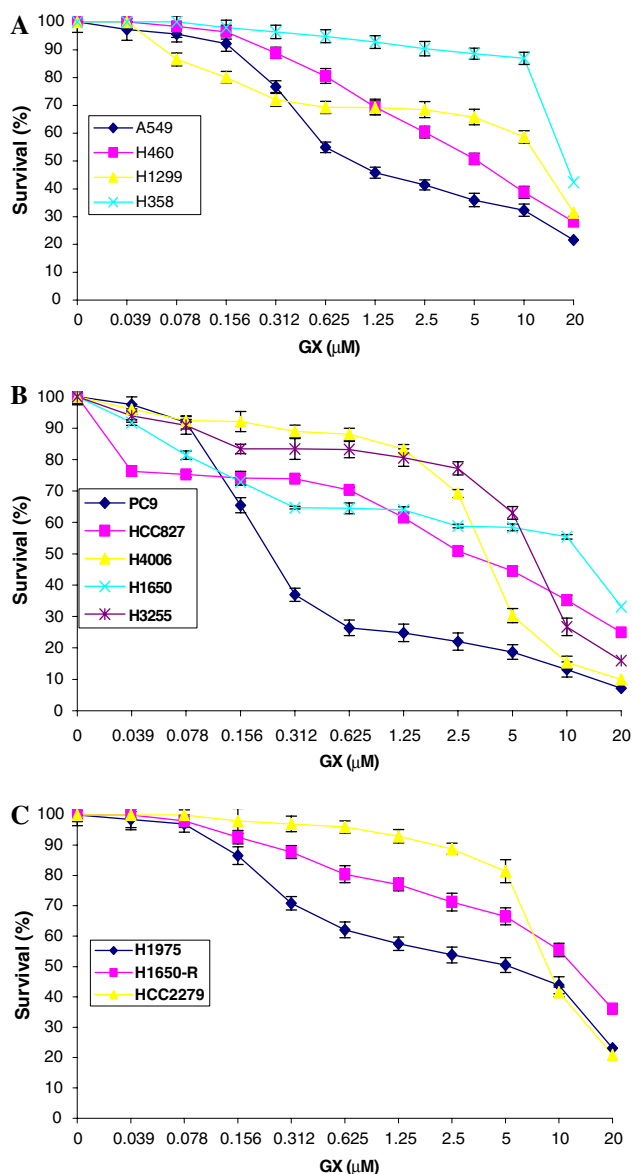 A
100
90
80
70
60
50
40
30
20
10
0
Survival (%)
A549
H460
H1299
H358
0 0.039 0.078 0.156 0.312 0.625 1.25 2.5 5 10 20
GX (μM)
B
100
90
80
70
60
50
40
30
20
10
0
Survival (%)
PC9
HCC827
H4006
H1650
H3255
0 0.039 0.078 0.156 0.312 0.625 1.25 2.5 5 10 20
GX (μM)
C
100
90
80
70
60
50
40
30
20
10
0
Survival (%)
H1975
H1650-R
HCC2279
0 0.039 0.078 0.156 0.312 0.625 1.25 2.5 5 10 20
GX (μM)